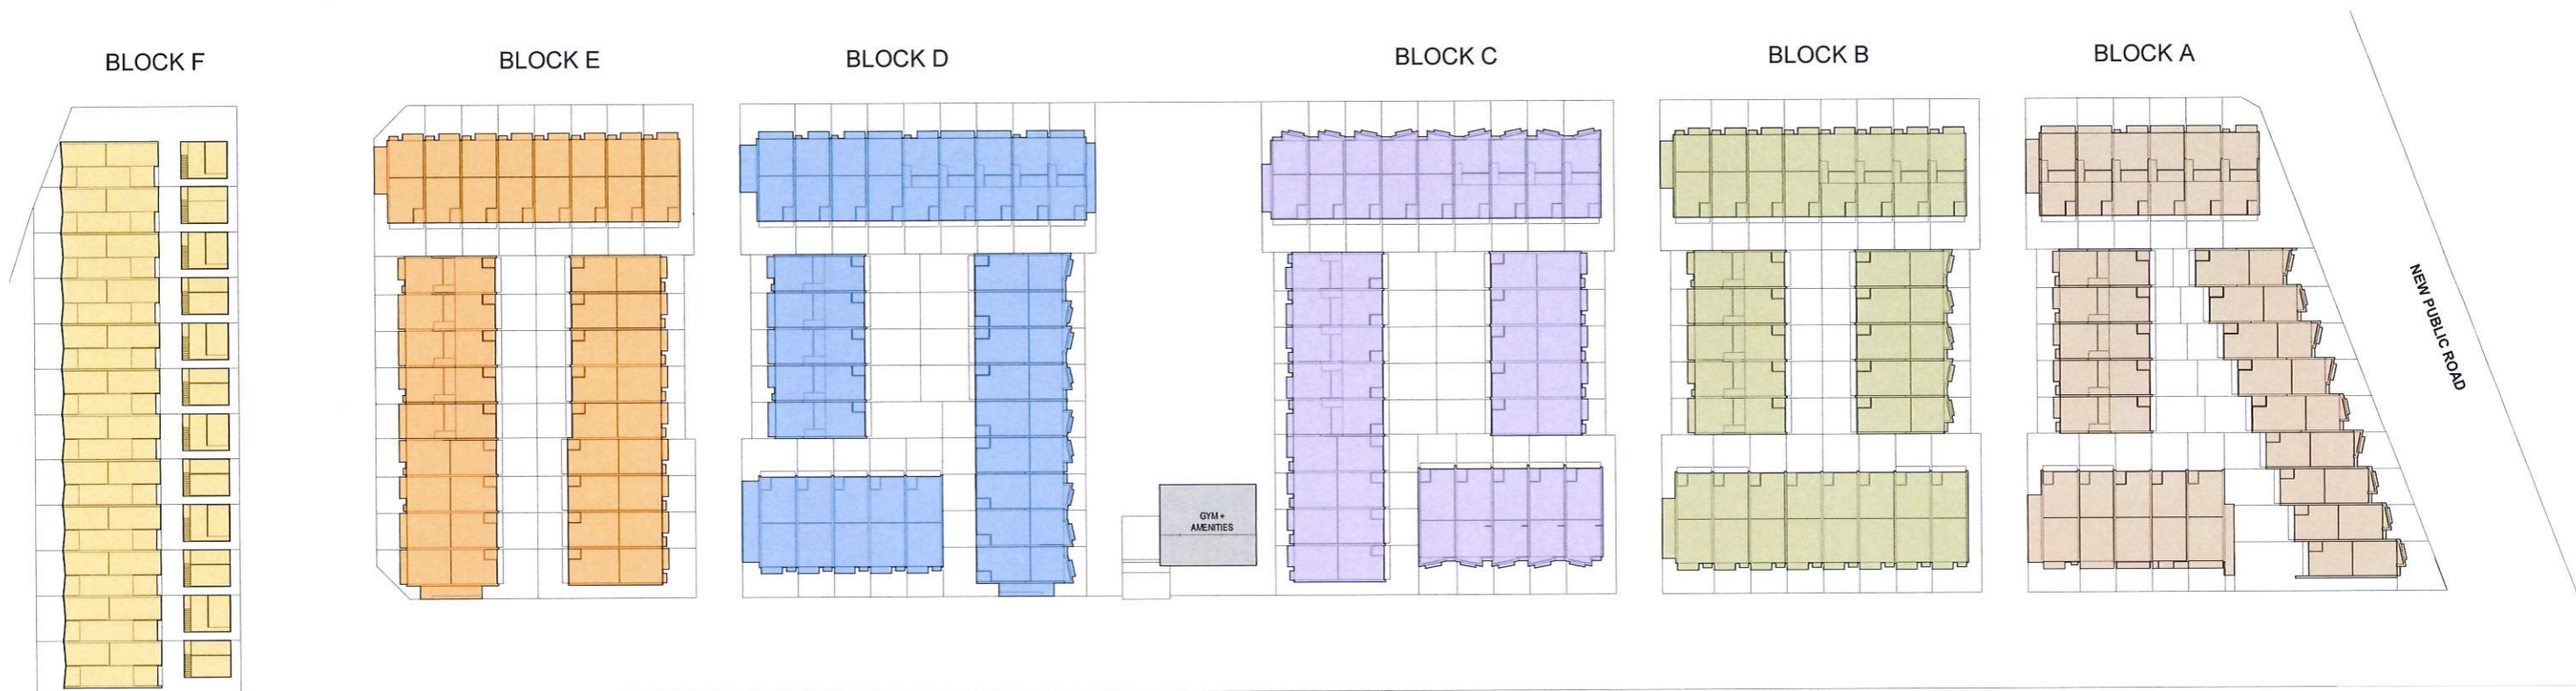 BLOCK F
BLOCK E
BLOCK D
BLOCK C
BLOCK B
BLOCK A
NEW PUBLIC ROAD
GYM +
AMENITIES